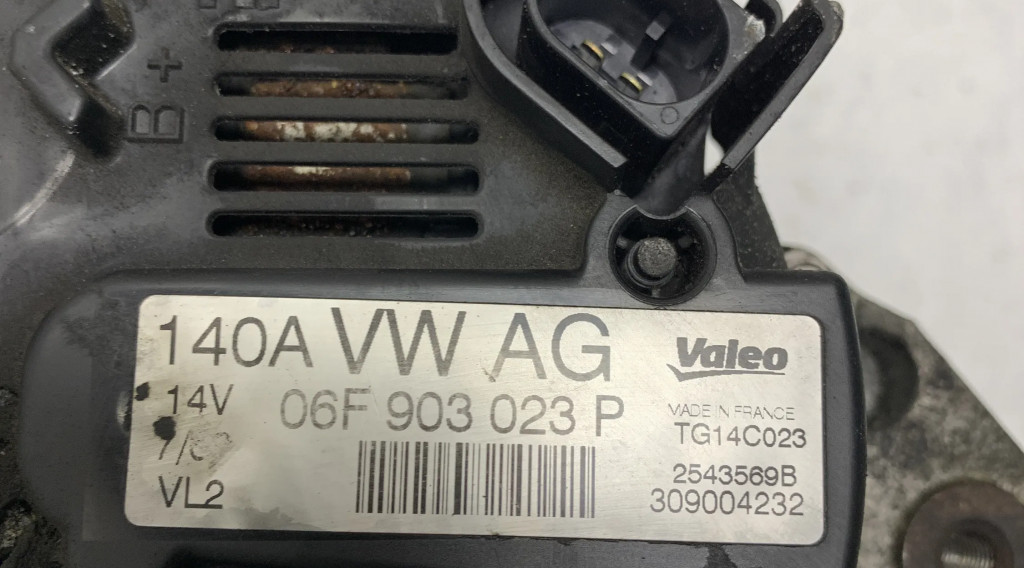 B+
140A VW AG
14V 06F 903 023 P
VL2
Valeo
MADE IN FRANCE
TG14C023
2543569B
309004232